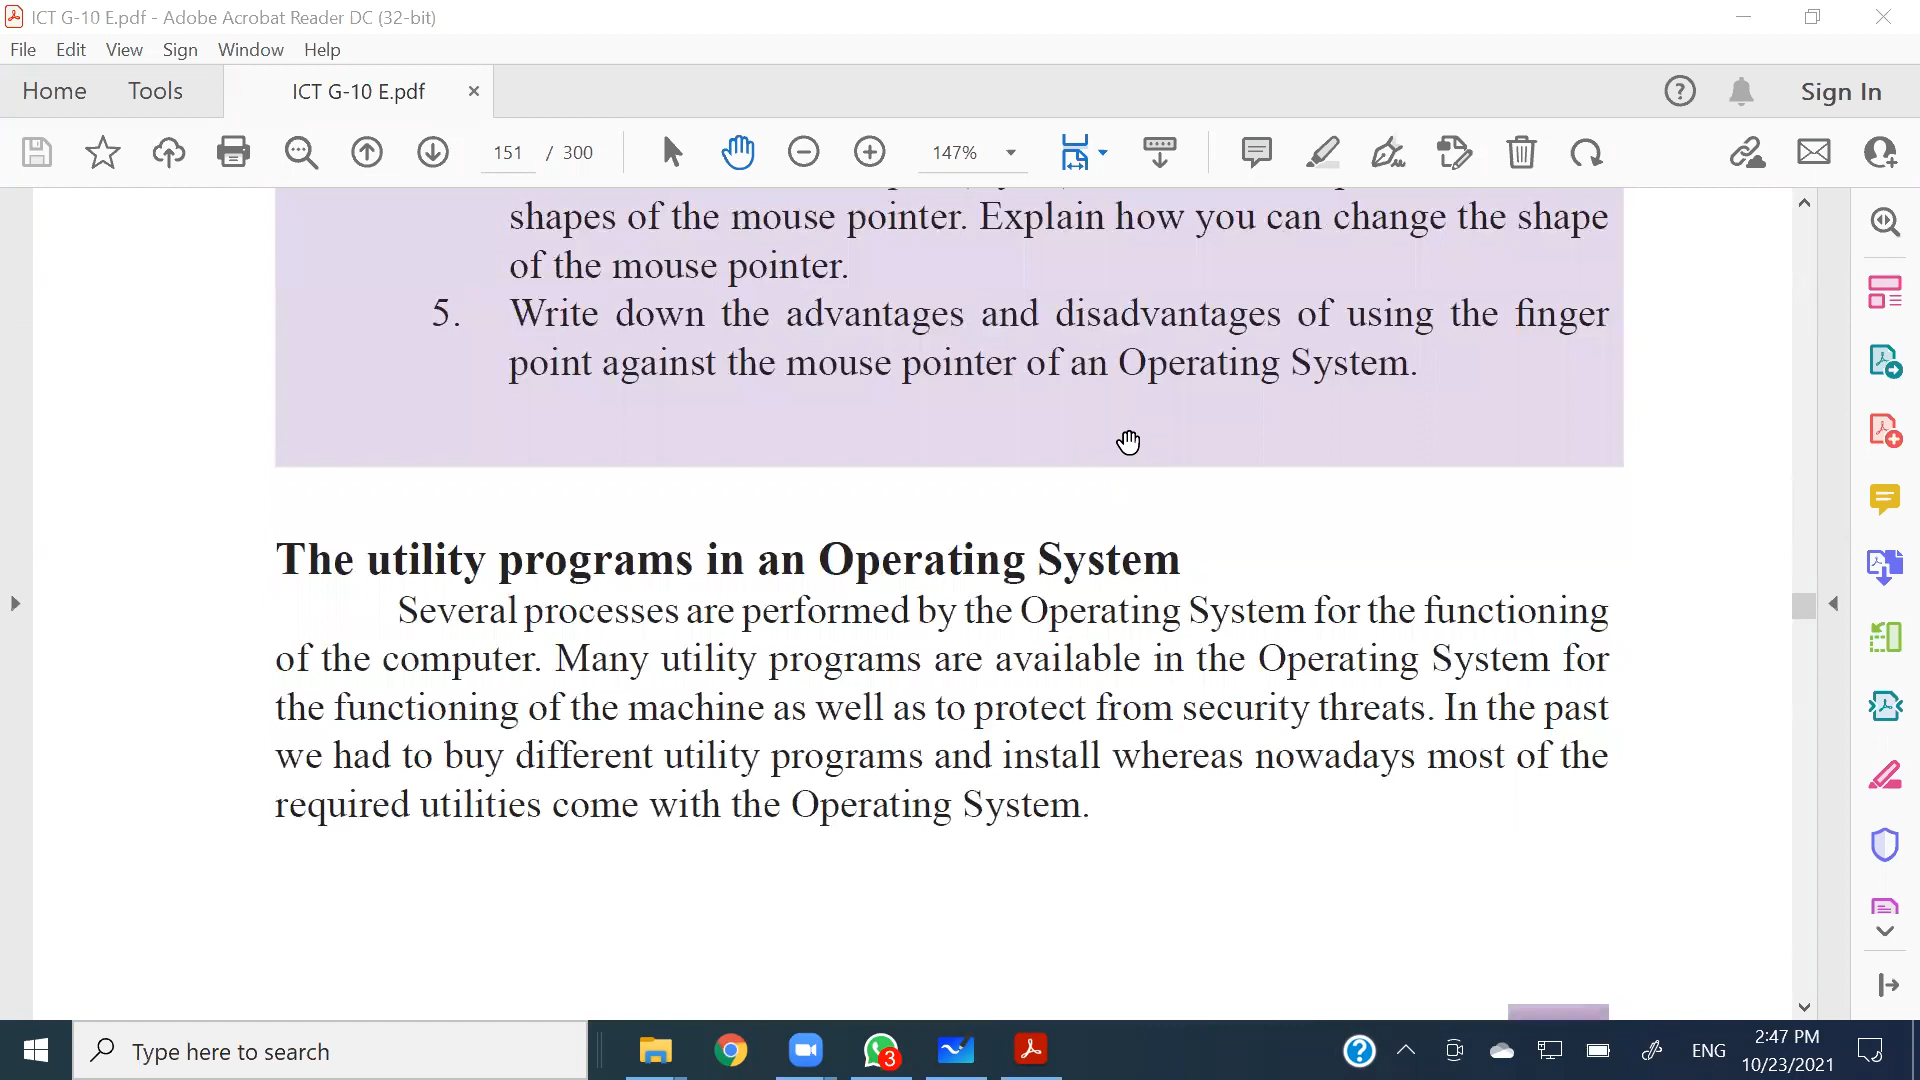 ICT G-10 E.pdf - Adobe Acrobat Reader DC (32-bit)
File Edit View Sign Window Help
Home Tools ICT G-10 E.pdf × Sign In
151 / 300 147%
shapes of the mouse pointer. Explain how you can change the shape
of the mouse pointer.
5. Write down the advantages and disadvantages of using the finger
point against the mouse pointer of an Operating System.
The utility programs in an Operating System
Several processes are performed by the Operating System for the functioning
of the computer. Many utility programs are available in the Operating System for
the functioning of the machine as well as to protect from security threats. In the past
we had to buy different utility programs and install whereas nowadays most of the
required utilities come with the Operating System.
Type here to search
3
ENG
2:47 PM
10/23/2021